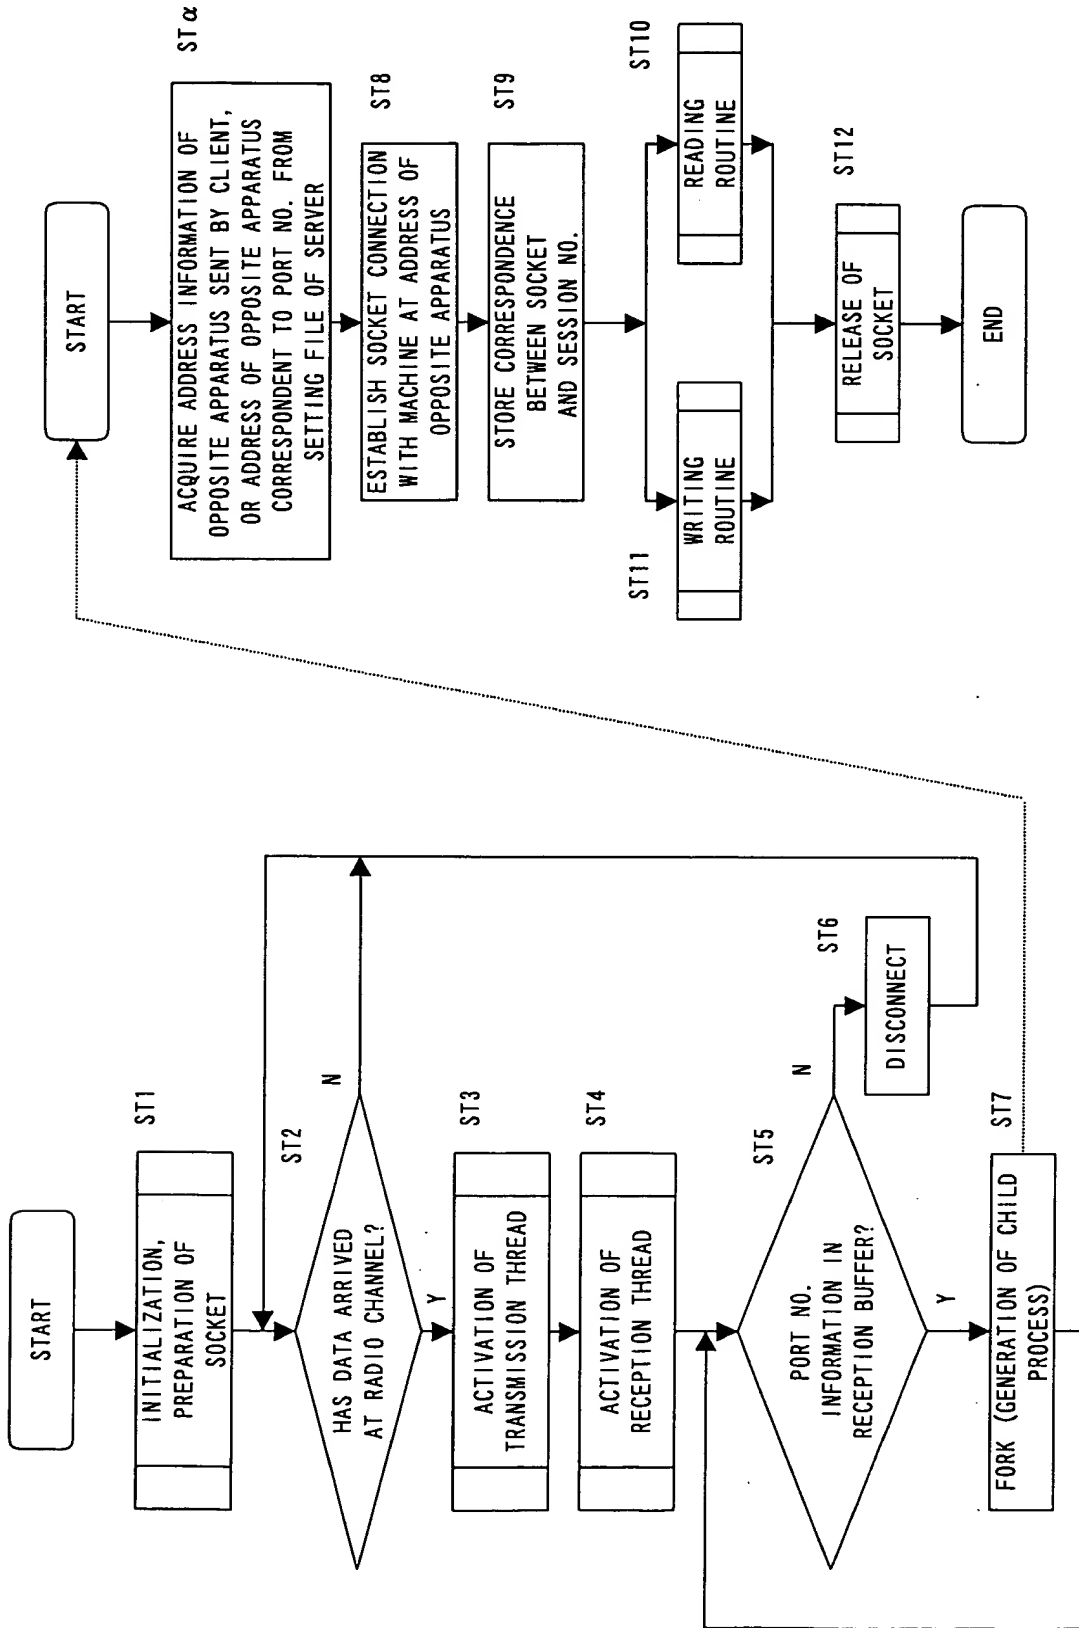 START
ST1
INITIALIZATION,
PREPARATION OF
SOCKET
ST2
HAS DATA ARRIVED
AT RADIO CHANNEL?
N
Y
ST3
ACTIVATION OF
TRANSMISSION THREAD
ST4
ACTIVATION OF
RECEPTION THREAD
ST5
PORT NO.
INFORMATION IN
RECEPTION BUFFER?
N
Y
ST6
DISCONNECT
ST7
FORK (GENERATION OF CHILD
PROCESS)
START
STα
ACQUIRE ADDRESS INFORMATION OF
OPPOSITE APPARATUS SENT BY CLIENT,
OR ADDRESS OF OPPOSITE APPARATUS
CORRESPONDENT TO PORT NO. FROM
SETTING FILE OF SERVER
ST8
ESTABLISH SOCKET CONNECTION
WITH MACHINE AT ADDRESS OF
OPPOSITE APPARATUS
ST9
STORE CORRESPONDENCE
BETWEEN SOCKET
AND SESSION NO.
ST11
WRITING
ROUTINE
ST10
READING
ROUTINE
ST12
RELEASE OF
SOCKET
END